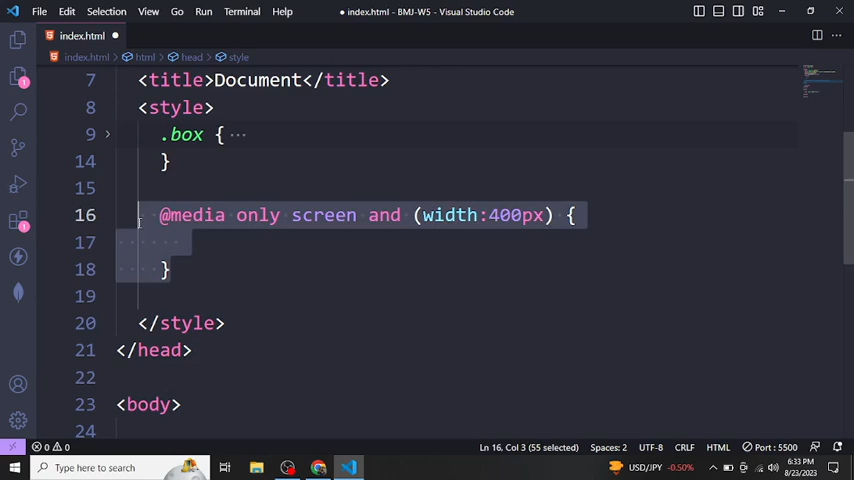 File Edit Selection View Go Run Terminal Help
● index.html - BMJ-W5 - Visual Studio Code
index.html
index.html > html > head > style
7 <title>Document</title>
8 <style>
9 .box { ···
14 }
15
16 @media only screen and (width:400px) {
17
18 }
19
20 </style>
21 </head>
22
23 <body>
24
1
1
0 0
Ln 16, Col 3 (55 selected) Spaces: 2 UTF-8 CRLF HTML Port : 5500
Type here to search
USD/JPY -0.50%
6:33 PM
8/23/2023